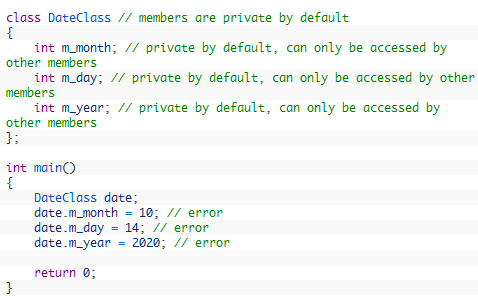 class DateClass // members are private by default
{
    int m_month; // private by default, can only be accessed by
other members
    int m_day; // private by default, can only be accessed by other
members
    int m_year; // private by default, can only be accessed by
other members
};

int main()
{
    DateClass date;
    date.m_month = 10; // error
    date.m_day = 14; // error
    date.m_year = 2020; // error

    return 0;
}